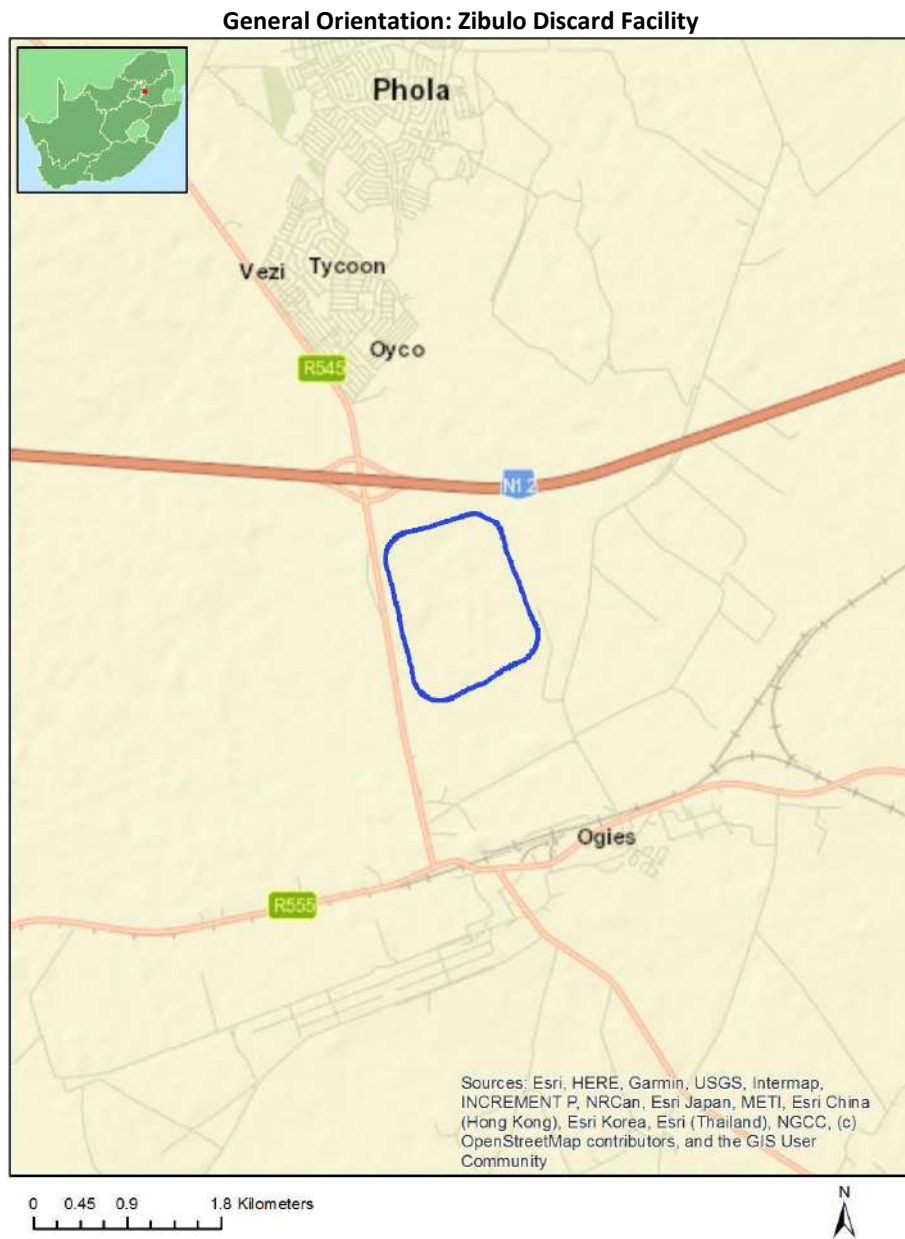 General Orientation: Zibulo Discard Facility
Phola
Vezi
Tycoon
Oyco
R545
N12
Ogies
R555
Sources: Esri, HERE, Garmin, USGS, Intermap,
INCREMENT P, NRCan, Esri Japan, METI, Esri China
(Hong Kong), Esri Korea, Esri (Thailand), NGCC, (c)
OpenStreetMap contributors, and the GIS User
Community
0 0.45 0.9 1.8 Kilometers
N